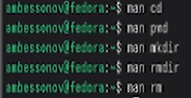 ambessonov@fedora:~$ man cd
ambessonov@fedora:~$ man pwd
ambessonov@fedora:~$ man mkdir
ambessonov@fedora:~$ man rmdir
ambessonov@fedora:~$ man rm